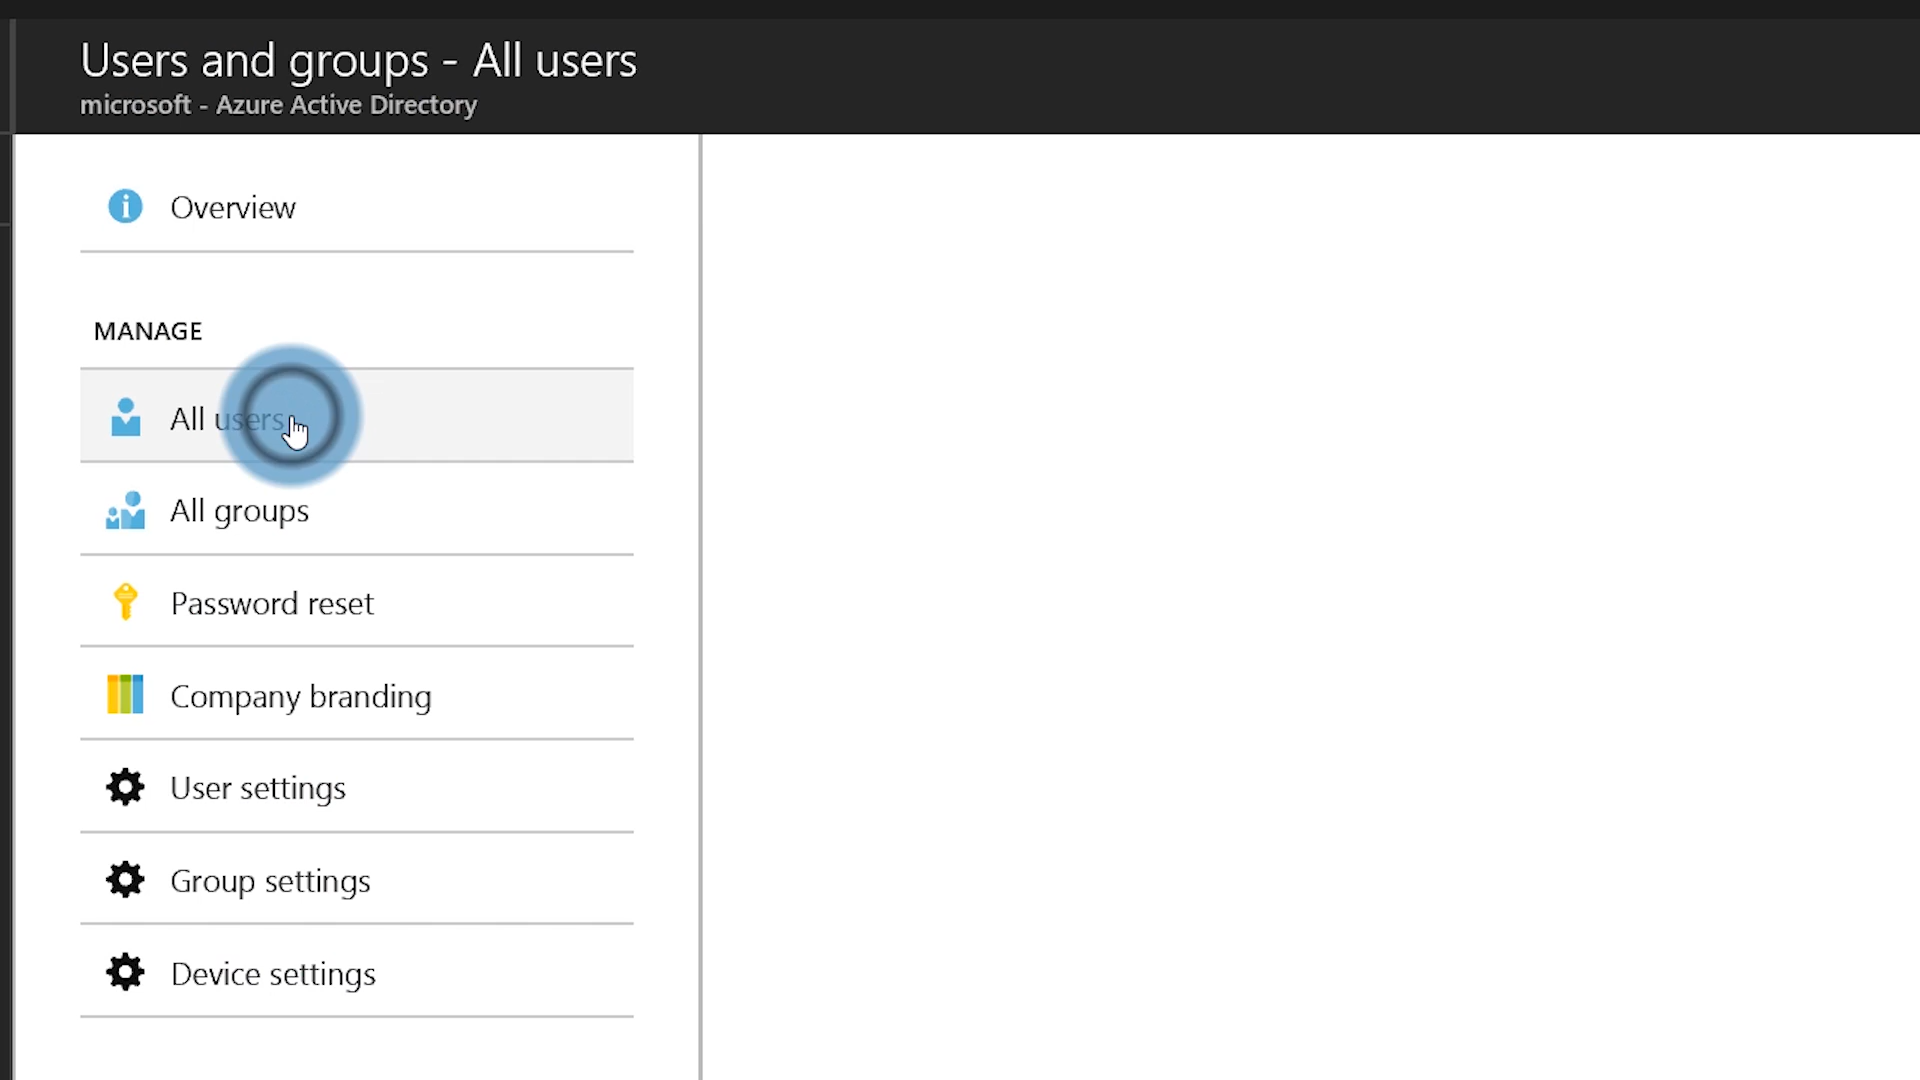 Users and groups - All users
microsoft - Azure Active Directory
Overview
MANAGE
All users
All groups
Password reset
Company branding
User settings
Group settings
Device settings